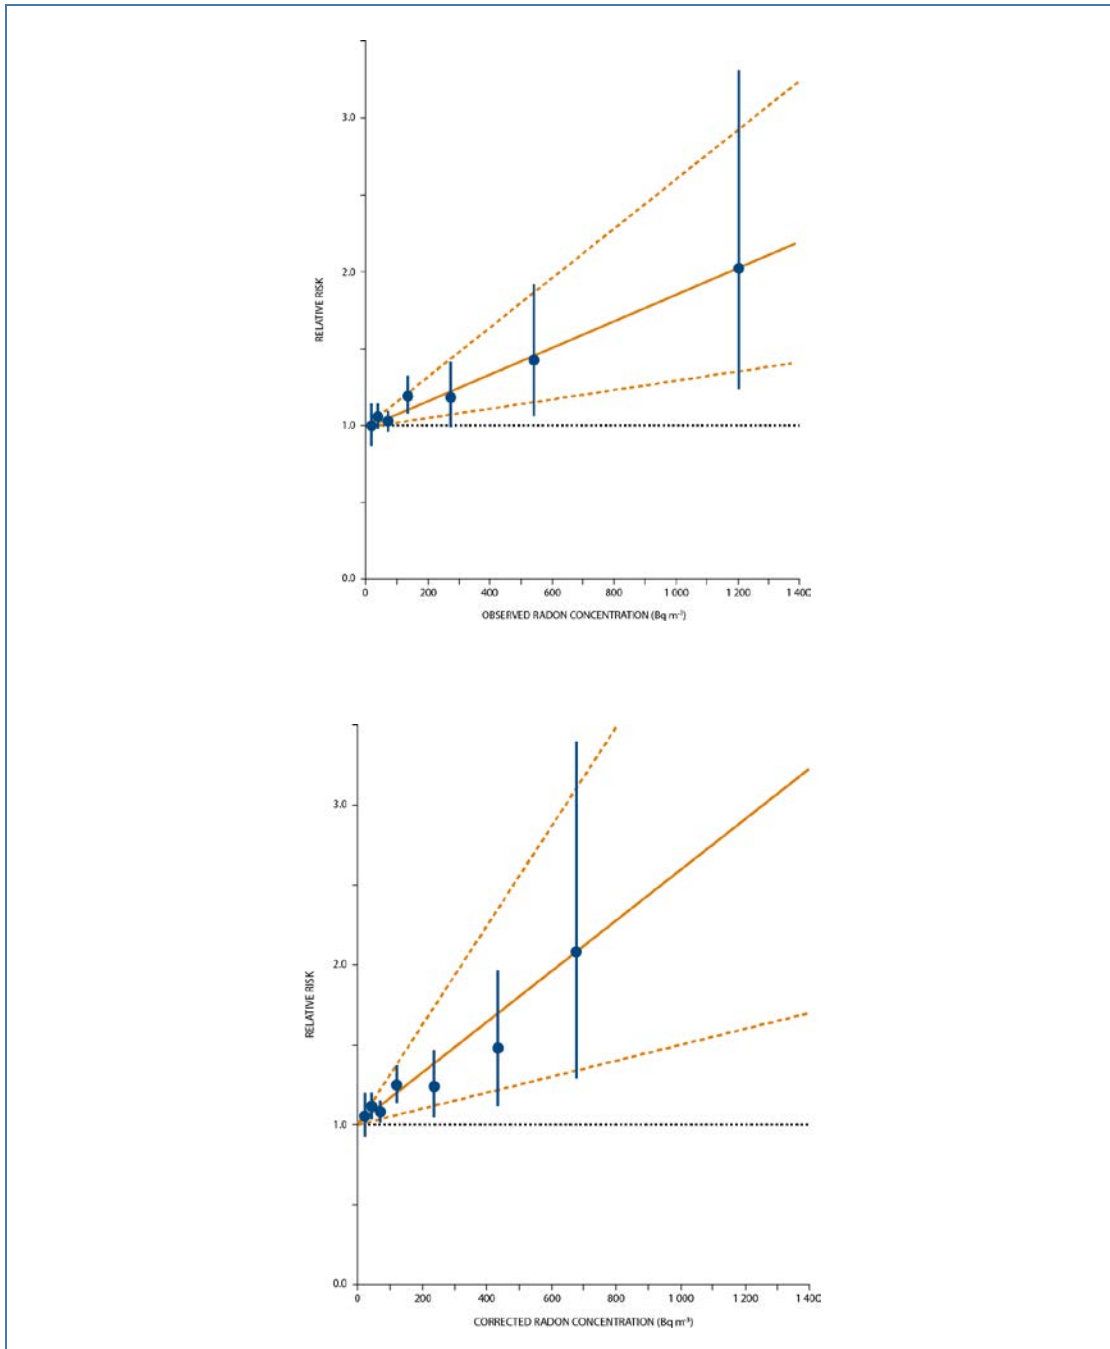 3.0
2.0
RELATIVE RISK
1.0
0.0
0 200 400 600 800 1 000 1 200 1 400
OBSERVED RADON CONCENTRATION (Bq m⁻³)
3.0
2.0
RELATIVE RISK
1.0
0.0
0 200 400 600 800 1 000 1 200 1 400
CORRECTED RADON CONCENTRATION (Bq m⁻³)